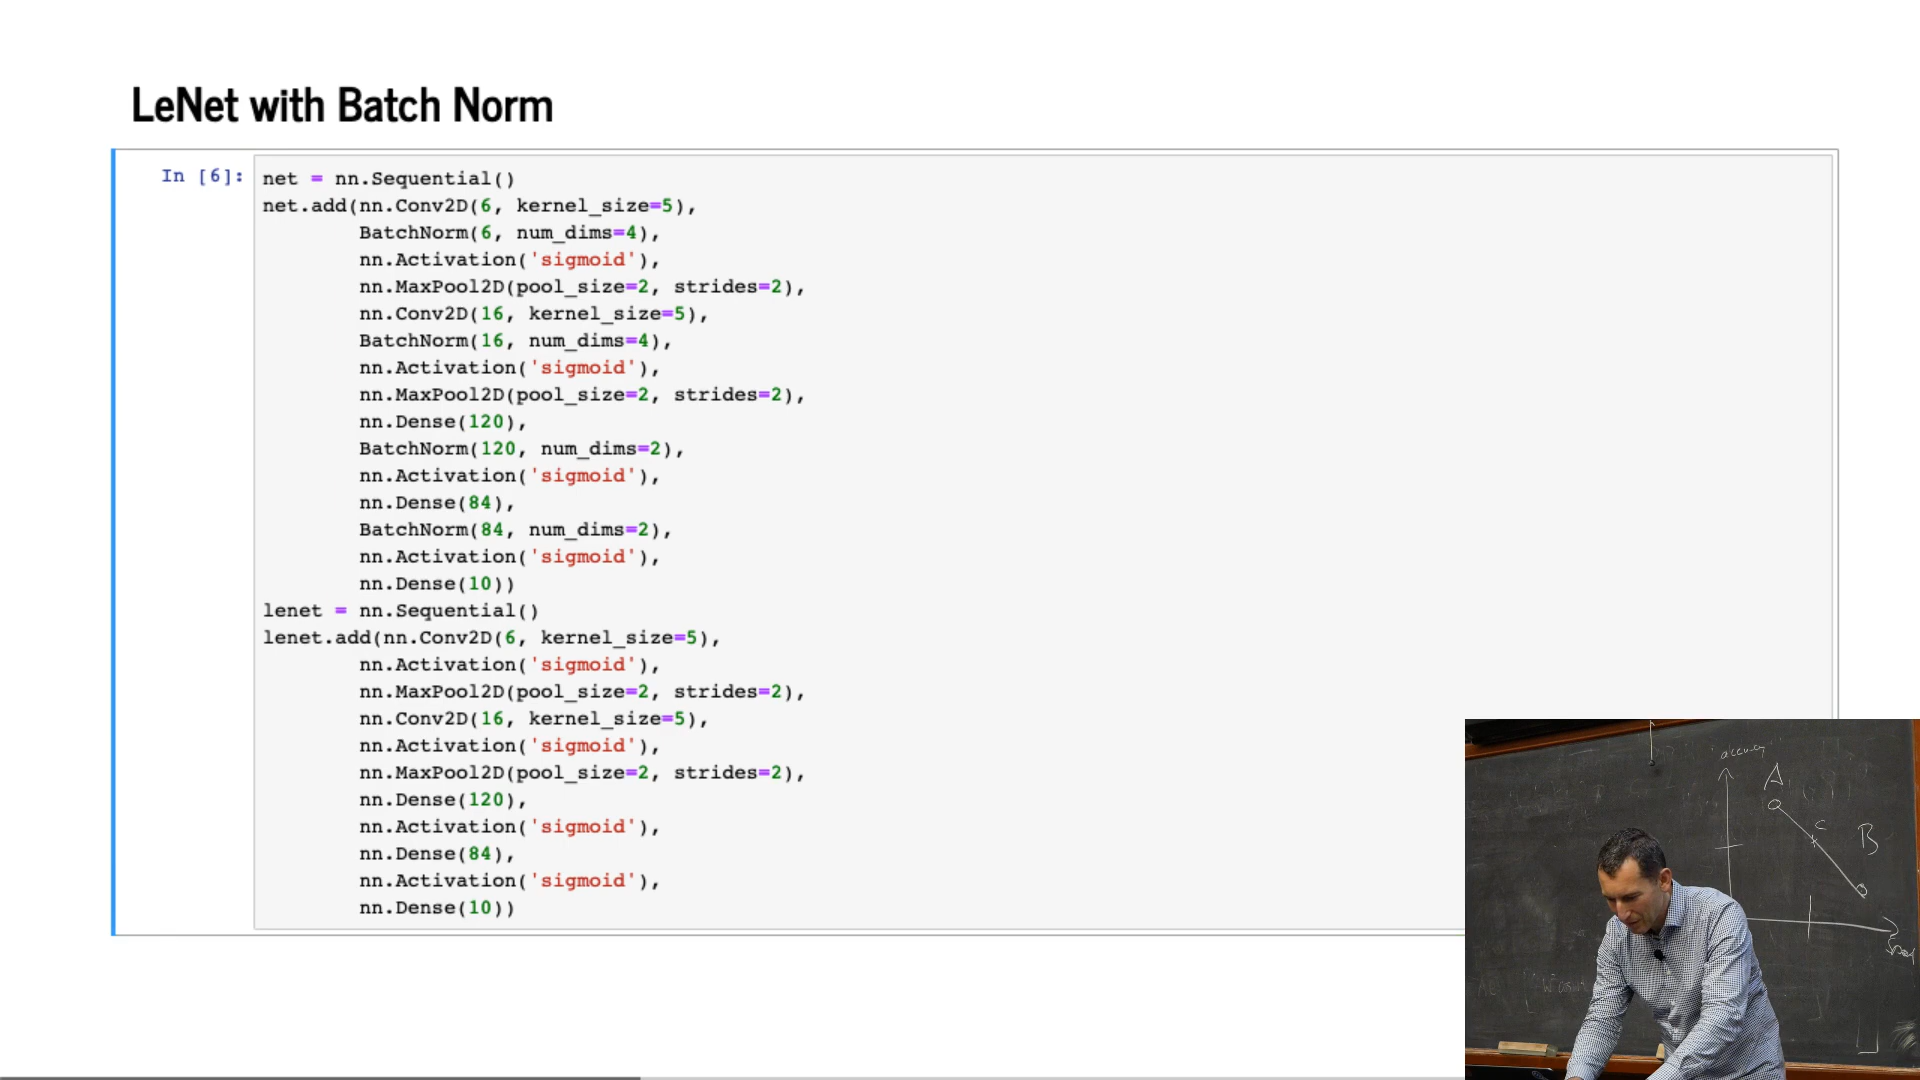 LeNet with Batch Norm
In [6]:
net = nn.Sequential()
net.add(nn.Conv2D(6, kernel_size=5),
        BatchNorm(6, num_dims=4),
        nn.Activation('sigmoid'),
        nn.MaxPool2D(pool_size=2, strides=2),
        nn.Conv2D(16, kernel_size=5),
        BatchNorm(16, num_dims=4),
        nn.Activation('sigmoid'),
        nn.MaxPool2D(pool_size=2, strides=2),
        nn.Dense(120),
        BatchNorm(120, num_dims=2),
        nn.Activation('sigmoid'),
        nn.Dense(84),
        BatchNorm(84, num_dims=2),
        nn.Activation('sigmoid'),
        nn.Dense(10))
lenet = nn.Sequential()
lenet.add(nn.Conv2D(6, kernel_size=5),
        nn.Activation('sigmoid'),
        nn.MaxPool2D(pool_size=2, strides=2),
        nn.Conv2D(16, kernel_size=5),
        nn.Activation('sigmoid'),
        nn.MaxPool2D(pool_size=2, strides=2),
        nn.Dense(120),
        nn.Activation('sigmoid'),
        nn.Dense(84),
        nn.Activation('sigmoid'),
        nn.Dense(10))
accuracy
A
C
B